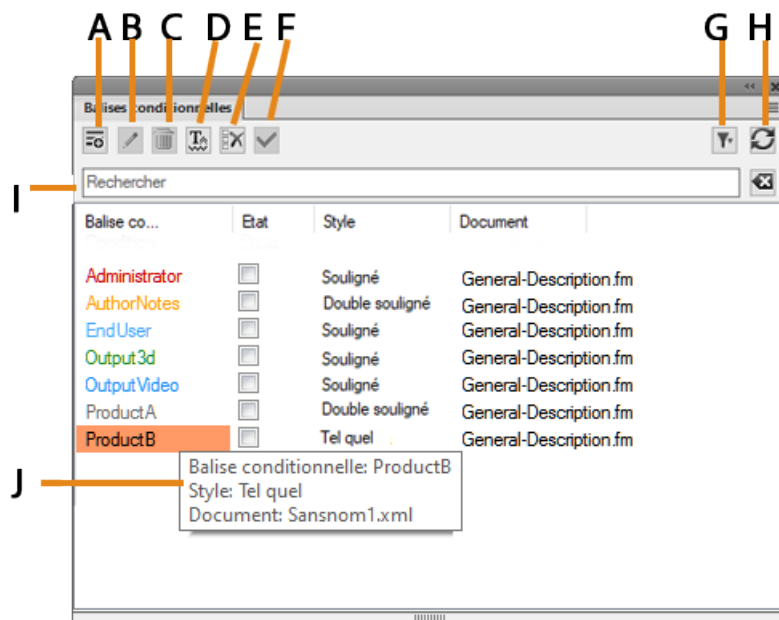 A B C D E F G H
Balises conditionnelles
I
Rechercher
Balise co... Etat Style Document
Administrator Souligné General-Description.fm
AuthorNotes Double souligné General-Description.fm
EndUser Souligné General-Description.fm
Output3d Souligné General-Description.fm
OutputVideo Souligné General-Description.fm
ProductA Double souligné General-Description.fm
ProductB Tel quel General-Description.fm
J
Balise conditionnelle: ProductB
Style: Tel quel
Document: Sansnom1.xml